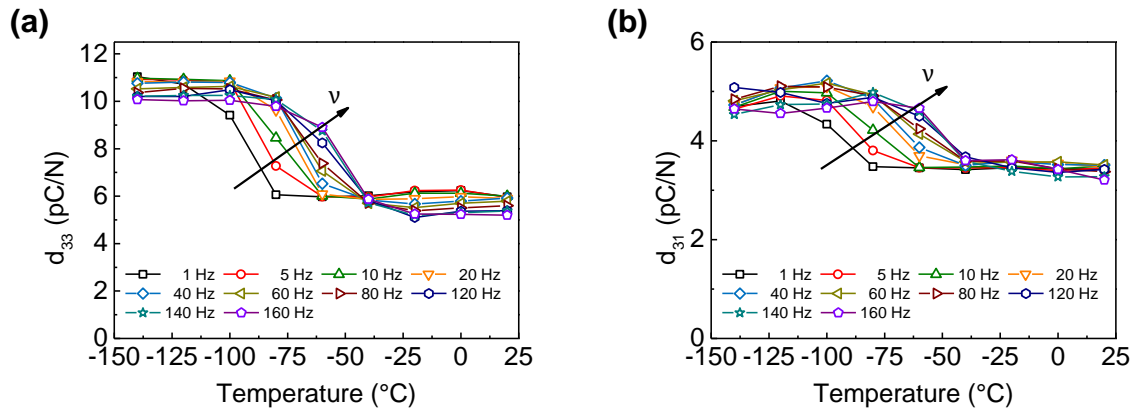 (a)
12
10
8
6
4
2
0
d33 (pC/N)
ν
1 Hz 5 Hz 10 Hz 20 Hz
40 Hz 60 Hz 80 Hz 120 Hz
140 Hz 160 Hz
-150 -125 -100 -75 -50 -25 0 25
Temperature (°C)
(b)
6
4
2
0
d31 (pC/N)
ν
1 Hz 5 Hz 10 Hz 20 Hz
40 Hz 60 Hz 80 Hz 120 Hz
140 Hz 160 Hz
-150 -125 -100 -75 -50 -25 0 25
Temperature (°C)